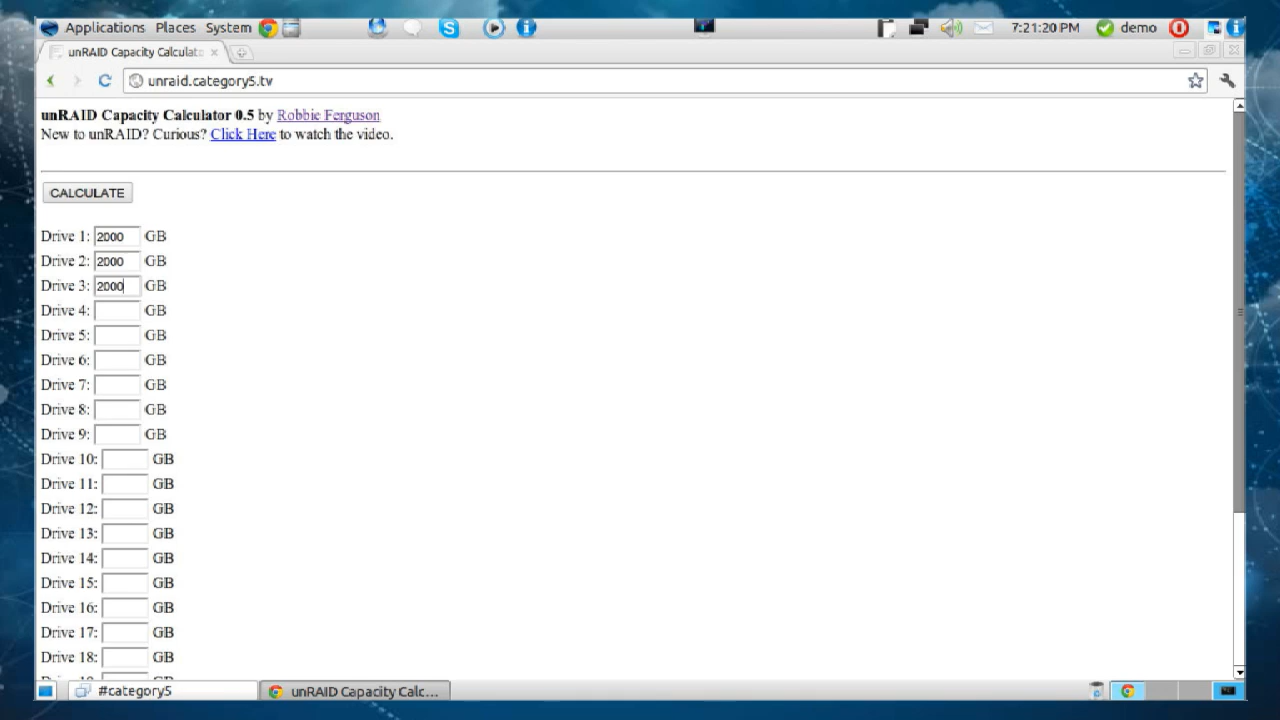 Applications Places System 7:21:20 PM demo
unRAID Capacity Calculat
unraid.category5.tv
unRAID Capacity Calculator 0.5 by Robbie Ferguson
New to unRAID? Curious? Click Here to watch the video.
CALCULATE
Drive 1: 2000 GB
Drive 2: 2000 GB
Drive 3: 2000 GB
Drive 4: GB
Drive 5: GB
Drive 6: GB
Drive 7: GB
Drive 8: GB
Drive 9: GB
Drive 10: GB
Drive 11: GB
Drive 12: GB
Drive 13: GB
Drive 14: GB
Drive 15: GB
Drive 16: GB
Drive 17: GB
Drive 18: GB
#category5 unRAID Capacity Calc...